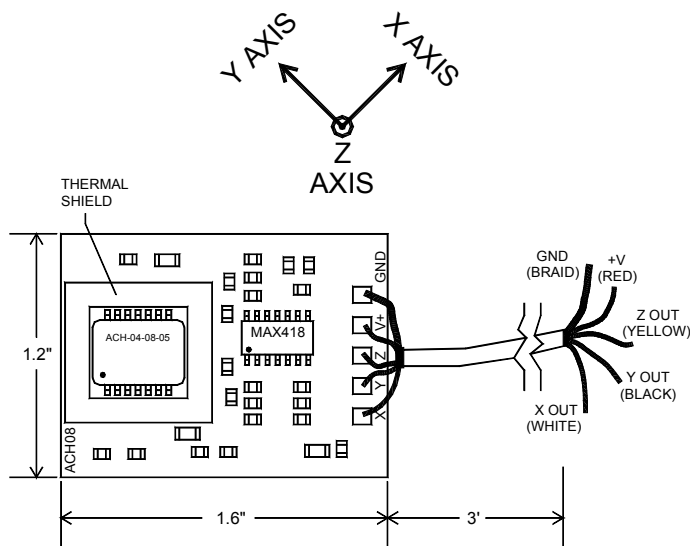 Y AXIS
X AXIS
Z
AXIS
THERMAL
SHIELD
GND
(BRAID)
+V
(RED)
Z OUT
(YELLOW)
Y OUT
(BLACK)
X OUT
(WHITE)
GND
V+
Z
Y
X
ACH-04-08-05
MAX418
ACH08
1.2"
1.6"
3'